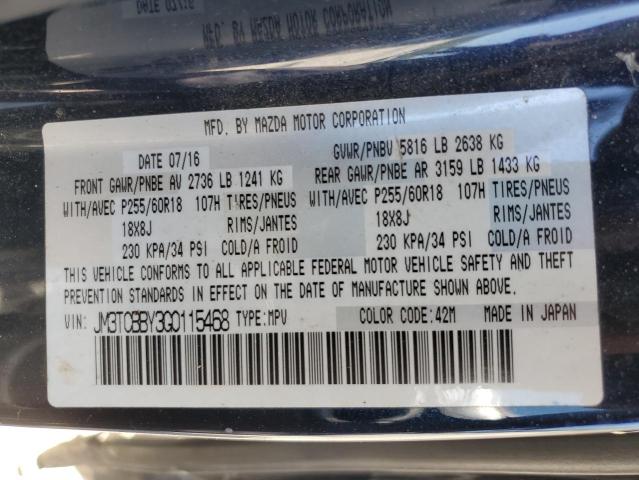 MFD. BY MAZDA MOTOR CORPORATION
DATE 07/16 GVWR/PNBV 5816 LB 2638 KG
FRONT GAWR/PNBE AV 2736 LB 1241 KG REAR GAWR/PNBE AR 3159 LB 1433 KG
WITH/AVEC P255/60R18 107H TIRES/PNEUS WITH/AVEC P255/60R18 107H TIRES/PNEUS
18X8J RIMS/JANTES 18X8J RIMS/JANTES
230 KPA/34 PSI COLD/A FROID 230 KPA/34 PSI COLD/A FROID
THIS VEHICLE CONFORMS TO ALL APPLICABLE FEDERAL MOTOR VEHICLE SAFETY AND THEFT
PREVENTION STANDARDS IN EFFECT ON THE DATE OF MANUFACTURE SHOWN ABOVE.
VIN: JM3TCBBY3G0115468 TYPE:MPV COLOR CODE:42M MADE IN JAPAN